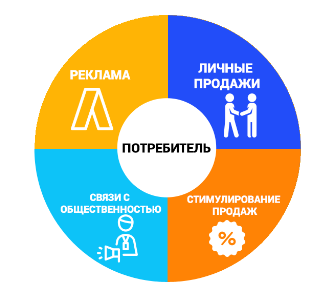 РЕКЛАМА
ЛИЧНЫЕ
ПРОДАЖИ
ПОТРЕБИТЕЛЬ
СВЯЗИ С
ОБЩЕСТВЕННОСТЬЮ
СТИМУЛИРОВАНИЕ
ПРОДАЖ
%